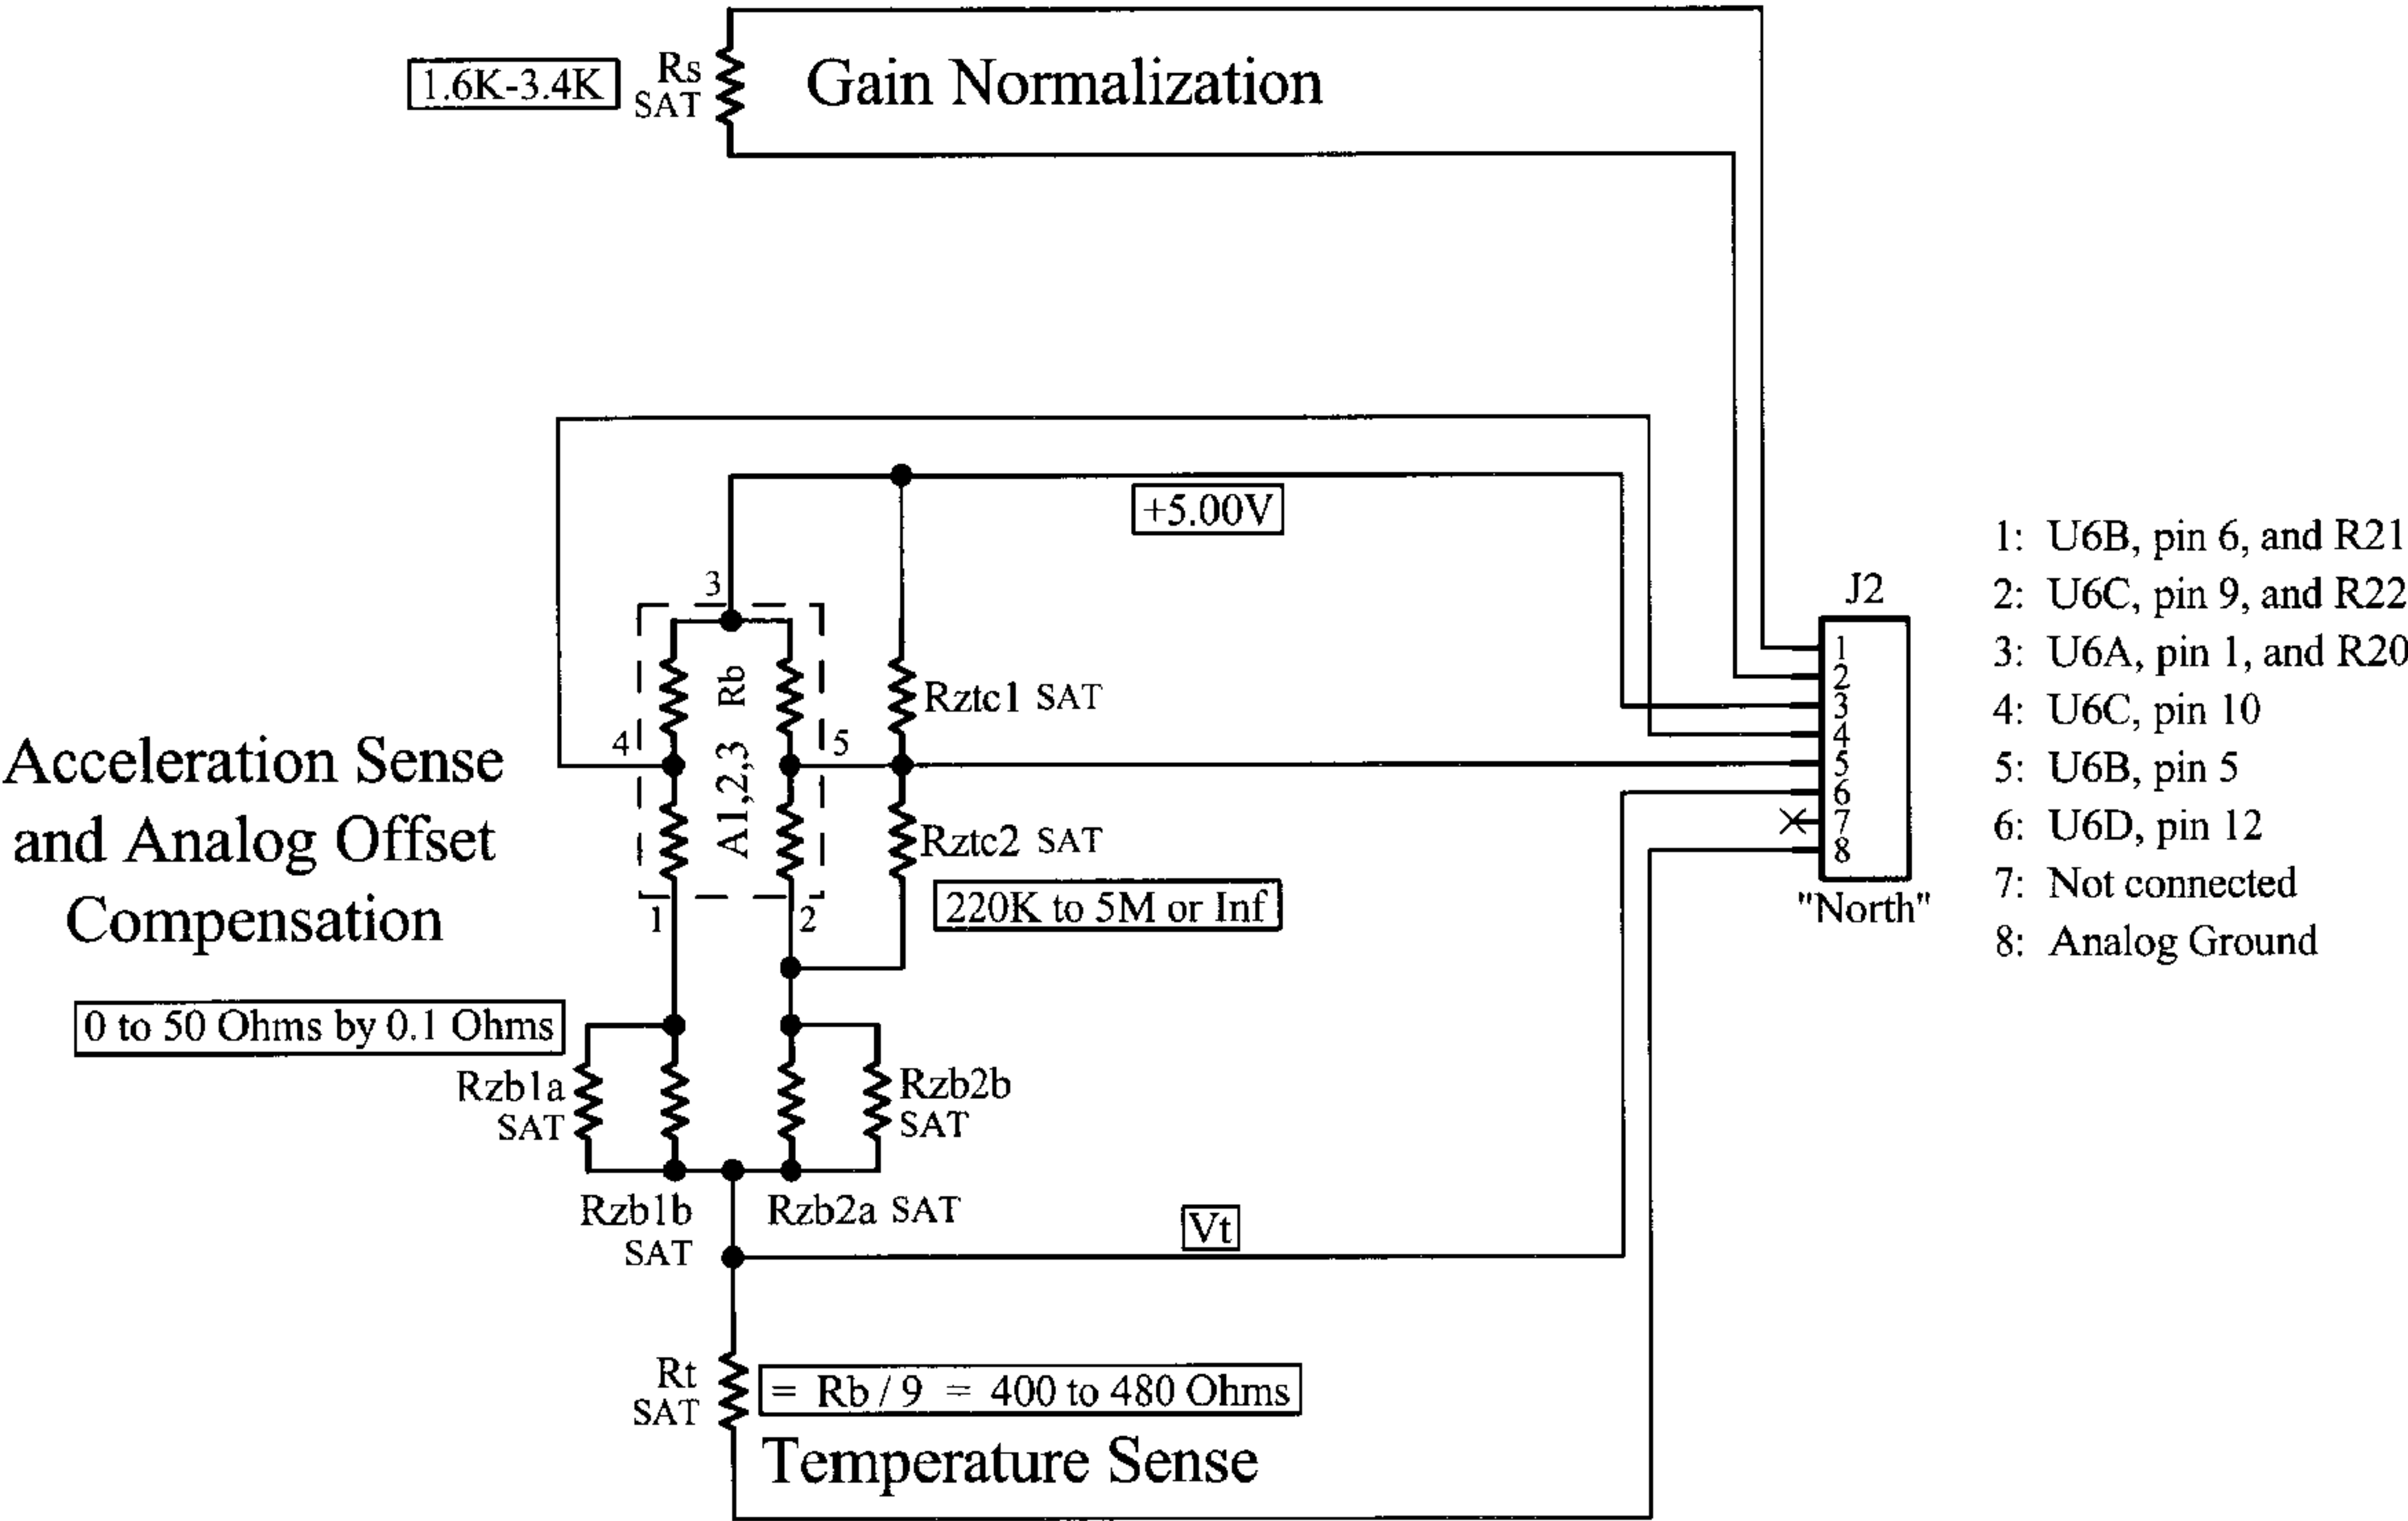 1.6K-3.4K
Rs
SAT
Gain Normalization
+5.00V
3
Rb
A1,2,3
4
5
1
2
Rztc1 SAT
Rztc2 SAT
220K to 5M or Inf
Acceleration Sense
and Analog Offset
Compensation
0 to 50 Ohms by 0.1 Ohms
Rzb1a
SAT
Rzb2b
SAT
Rzb1b
SAT
Rzb2a SAT
Vt
Rt
SAT
= Rb / 9 = 400 to 480 Ohms
Temperature Sense
J2
1
2
3
4
5
6
7
8
"North"
1: U6B, pin 6, and R21
2: U6C, pin 9, and R22
3: U6A, pin 1, and R20
4: U6C, pin 10
5: U6B, pin 5
6: U6D, pin 12
7: Not connected
8: Analog Ground